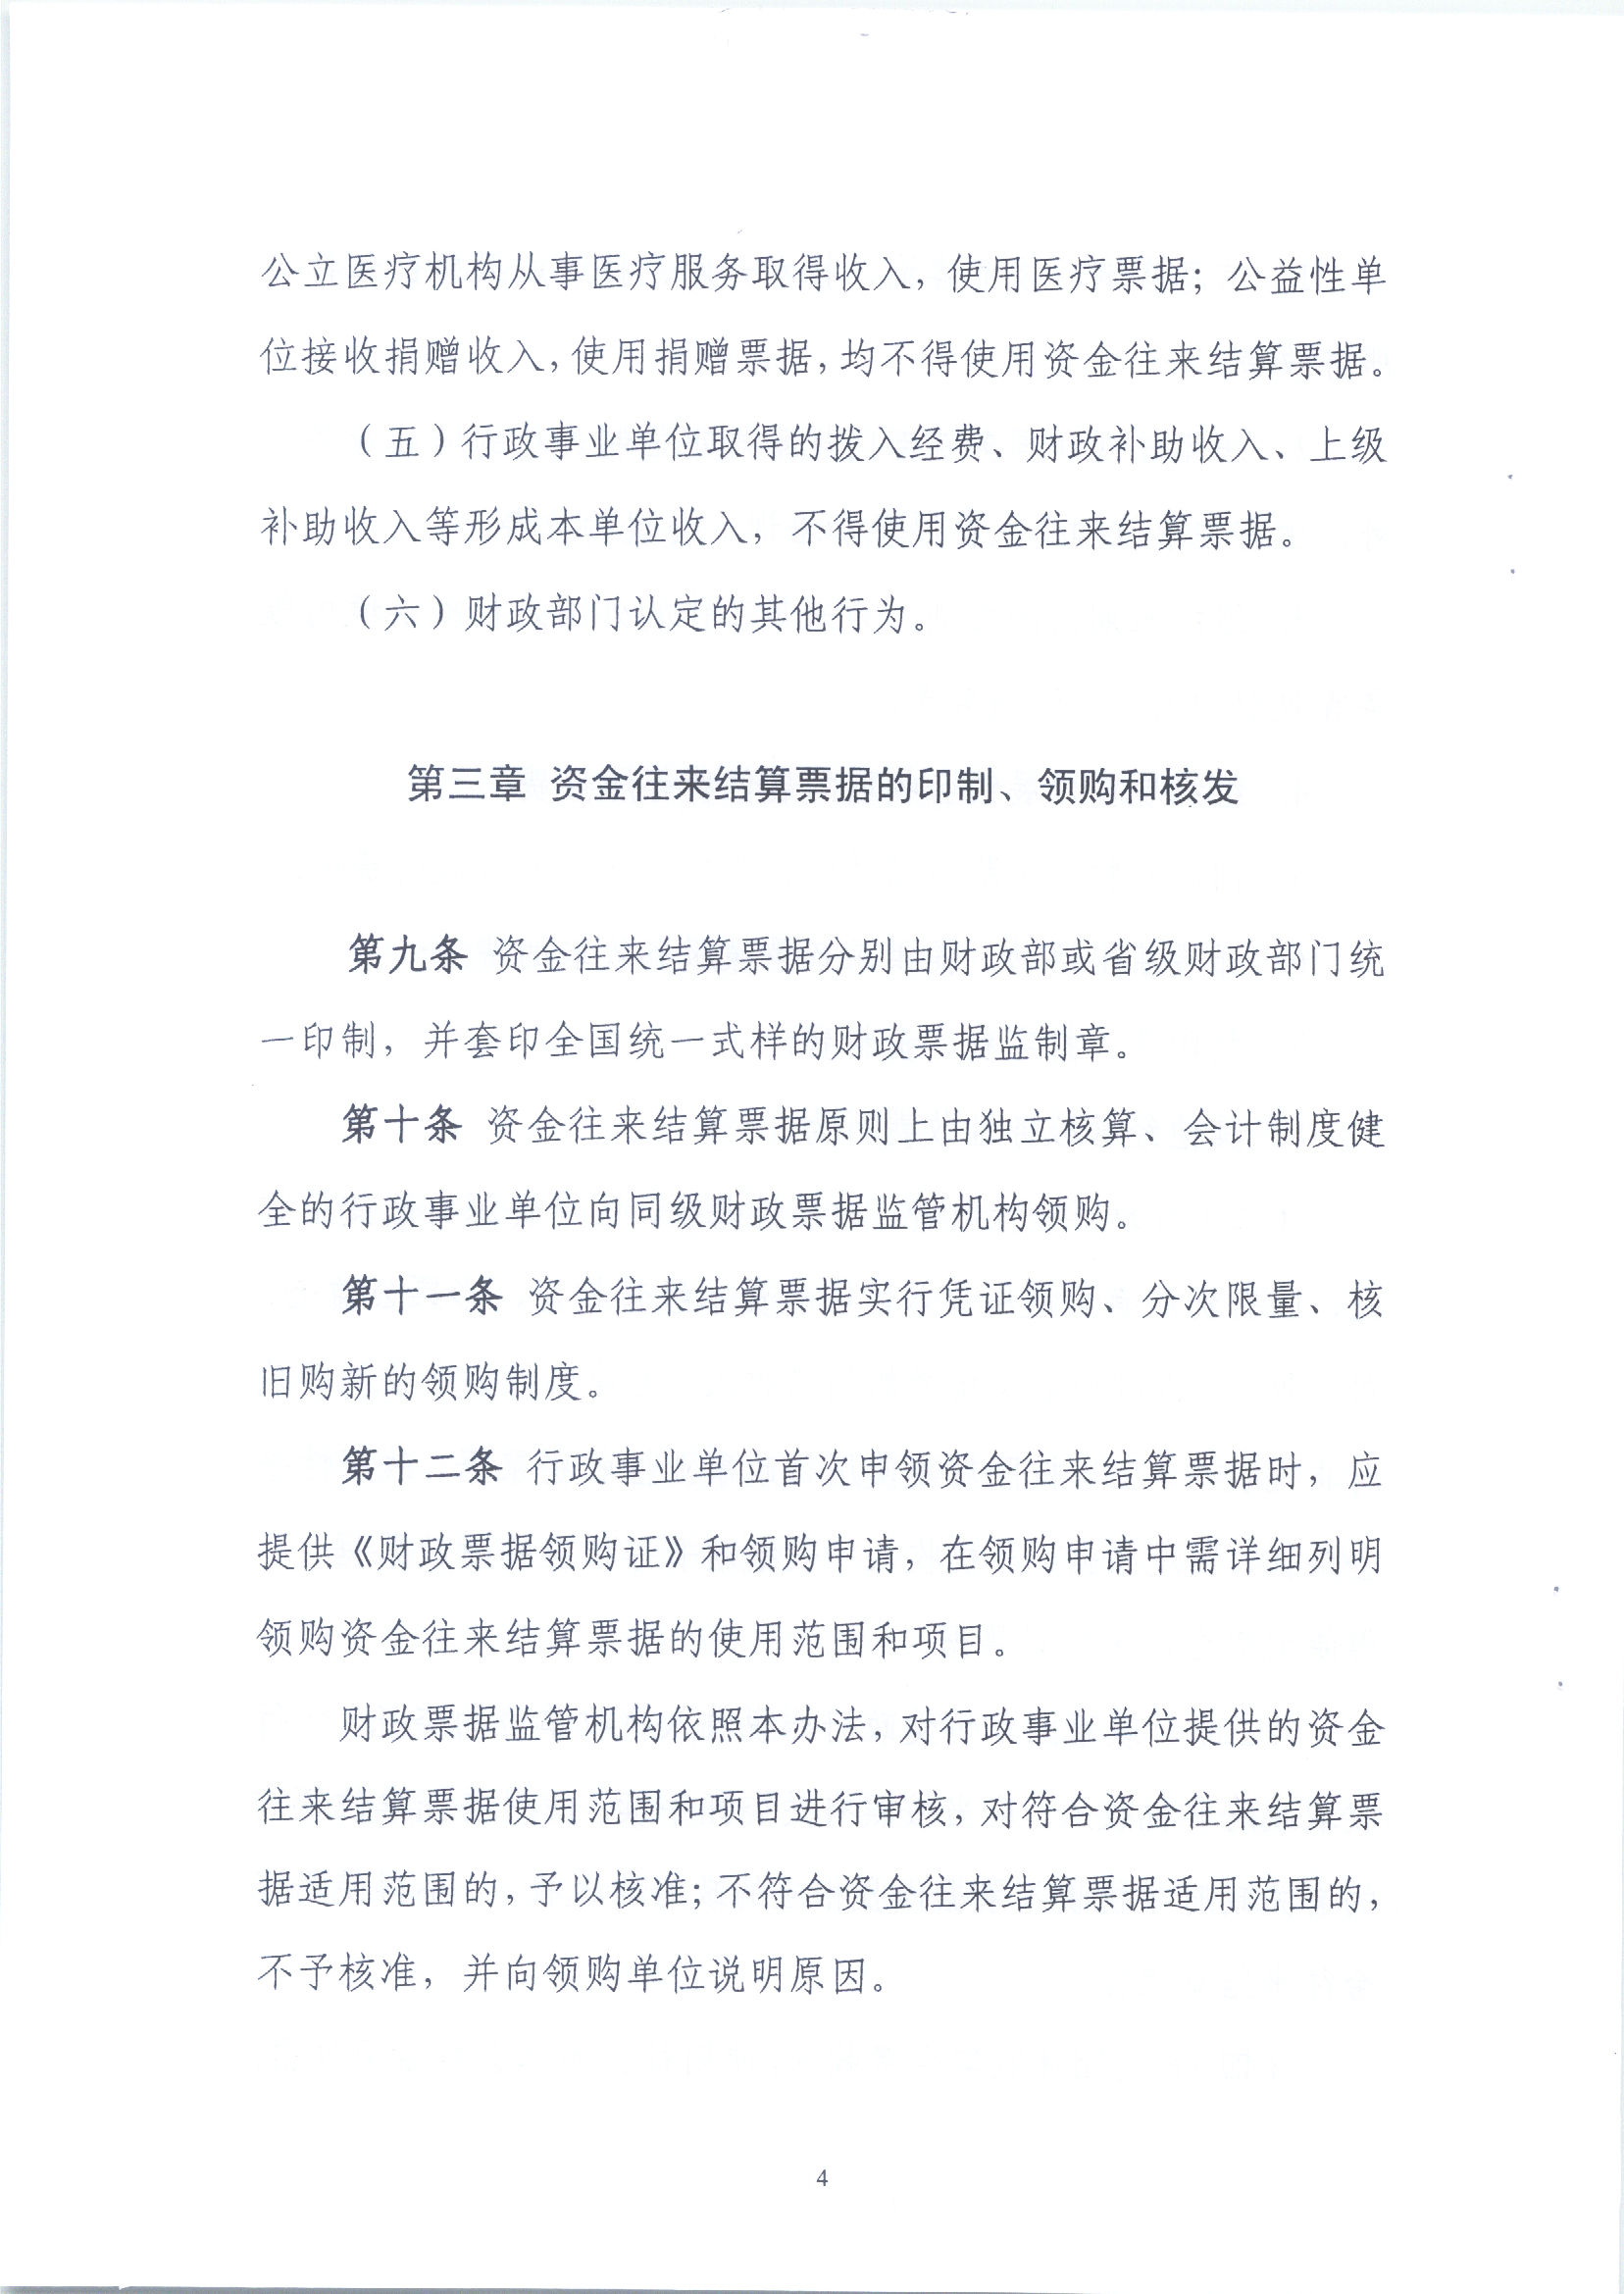 公立医疗机构从事医疗服务取得收入，使用医疗票据；公益性单
位接收捐赠收入，使用捐赠票据，均不得使用资金往来结算票据。
（五）行政事业单位取得的拨入经费、财政补助收入、上级
补助收入等形成本单位收入，不得使用资金往来结算票据。
（六）财政部门认定的其他行为。
第三章 资金往来结算票据的印制、领购和核发
第九条 资金往来结算票据分别由财政部或省级财政部门统
一印制，并套印全国统一式样的财政票据监制章。
第十条 资金往来结算票据原则上由独立核算、会计制度健
全的行政事业单位向同级财政票据监管机构领购。
第十一条 资金往来结算票据实行凭证领购、分次限量、核
旧购新的领购制度。
第十二条 行政事业单位首次申领资金往来结算票据时，应
提供《财政票据领购证》和领购申请，在领购申请中需详细列明
领购资金往来结算票据的使用范围和项目。
财政票据监管机构依照本办法，对行政事业单位提供的资金
往来结算票据使用范围和项目进行审核，对符合资金往来结算票
据适用范围的，予以核准；不符合资金往来结算票据适用范围的，
不予核准，并向领购单位说明原因。
4